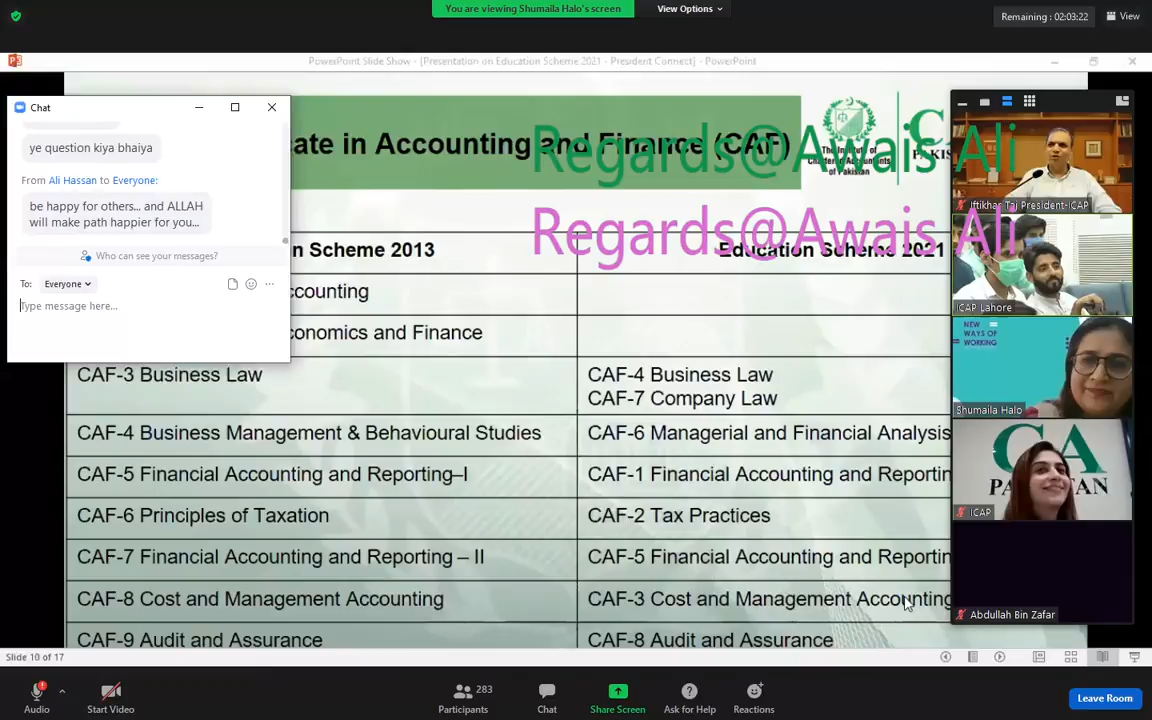 You are viewing Shumaila Halo's screen
View Options
Remaining : 02:03:22
View
PowerPoint Slide Show - [Presentation on Education Scheme 2021 - President Connect] - PowerPoint
Chat
ye question kiya bhaiya
From Ali Hassan to Everyone:
be happy for others... and ALLAH
will make path happier for you...
Who can see your messages?
To: Everyone
Type message here...
cate in Accounting and Finance (CAF)
The Institute of
Chartered Accountants
of Pakistan
Regards@Awais Ali
Regards@Awais Ali
n Scheme 2013
Education Scheme 2021
ccounting
conomics and Finance
CAF-3 Business Law
CAF-4 Business Law
CAF-7 Company Law
CAF-4 Business Management & Behavioural Studies
CAF-6 Managerial and Financial Analysis
CAF-5 Financial Accounting and Reporting–I
CAF-1 Financial Accounting and Reportin
CAF-6 Principles of Taxation
CAF-2 Tax Practices
CAF-7 Financial Accounting and Reporting – II
CAF-5 Financial Accounting and Reportin
CAF-8 Cost and Management Accounting
CAF-3 Cost and Management Accounting
CAF-9 Audit and Assurance
CAF-8 Audit and Assurance
Iftikhar Taj President-ICAP
ICAP Lahore
NEW
WAYS OF
WORKING
Shumaila Halo
CA
PAKISTAN
ICAP
Abdullah Bin Zafar
Slide 10 of 17
Audio
Start Video
283
Participants
Chat
Share Screen
Ask for Help
Reactions
Leave Room